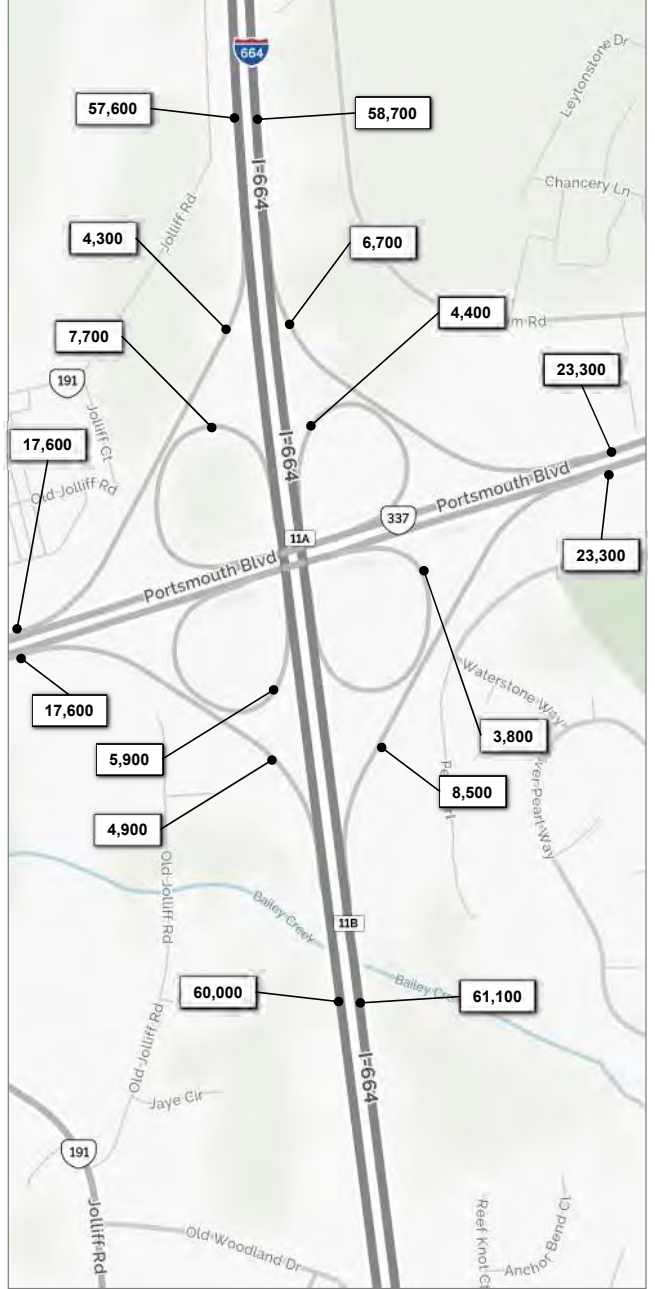 Leytonstone Dr
664
57,600
58,700
I-664
Chancery Ln
Jolliff Rd
4,300
6,700
4,400
m Rd
7,700
191
23,300
Jolliff Ct
17,600
I-664
Portsmouth Blvd
Old Jolliff Rd
337
11A
23,300
Portsmouth Blvd
Waterstone Way
17,600
3,800
5,900
8,500
4,900
Old Jolliff Rd
Bailey Creek
11B
Bailey
60,000
61,100
Old Jolliff Rd
I-664
Jaye Cir
191
Jolliff Rd
Reef Knot Ct
Anchor Bend Ct
Old Woodland Dr